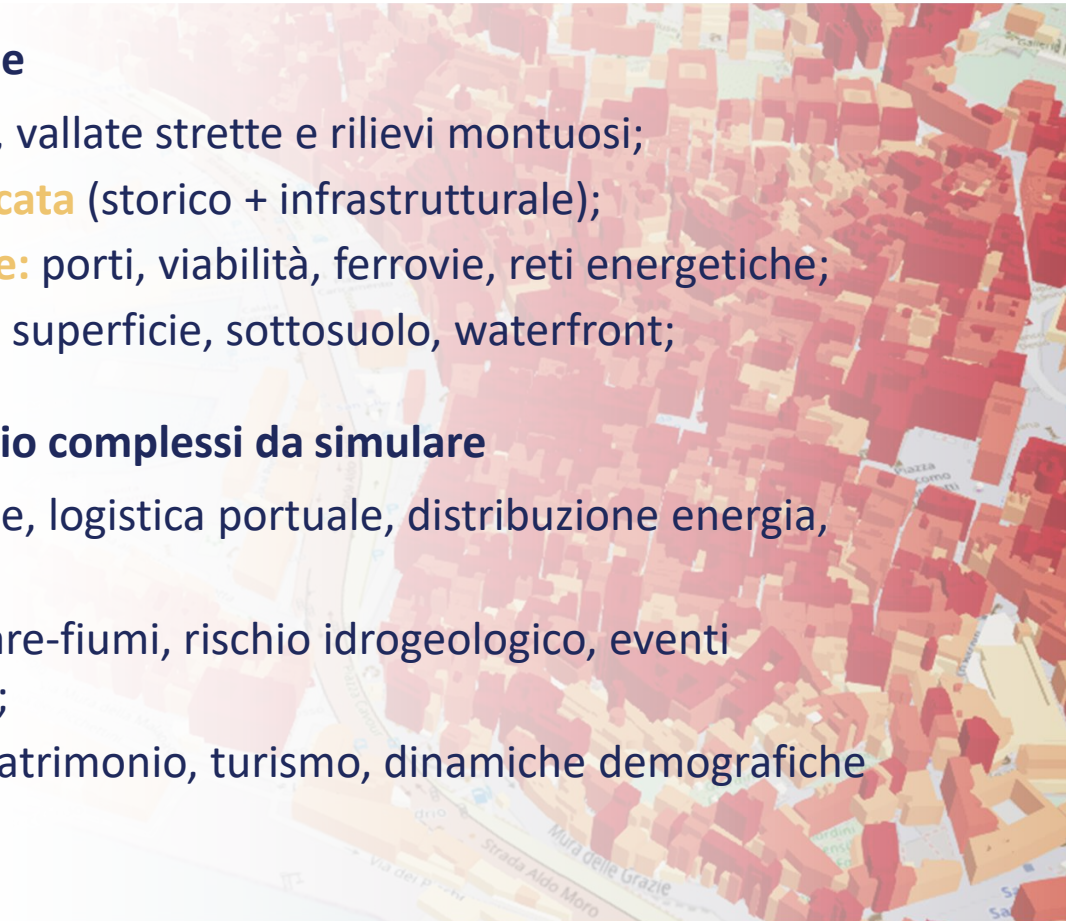 e
, vallate strette e rilievi montuosi;
cata (storico + infrastrutturale);
e: porti, viabilità, ferrovie, reti energetiche;
superficie, sottosuolo, waterfront;
io complessi da simulare
e, logistica portuale, distribuzione energia,
are-fiumi, rischio idrogeologico, eventi
;
atrimonio, turismo, dinamiche demografiche
Piazza
como
Mura delle Grazie
Strada Aldo Moro